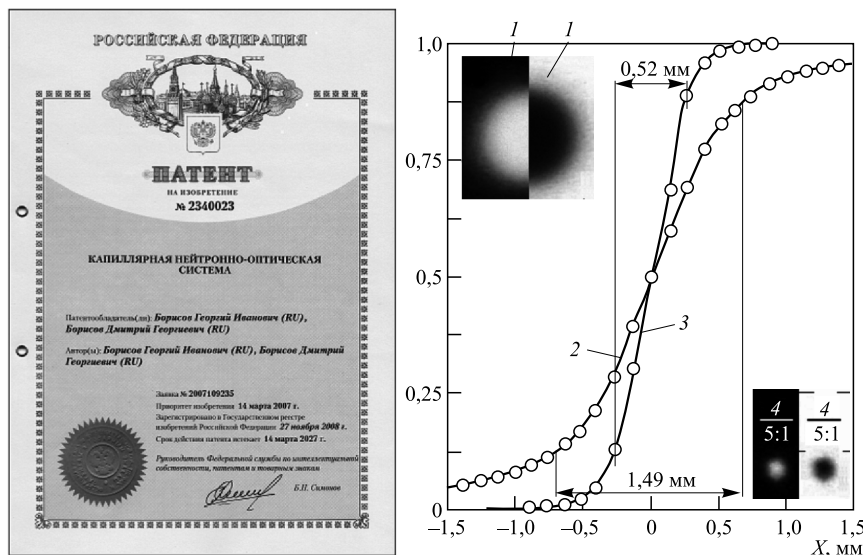 РОССИЙСКАЯ ФЕДЕРАЦИЯ
ПАТЕНТ
НА ИЗОБРЕТЕНИЕ
№ 2340023
КАПИЛЛЯРНАЯ НЕЙТРОННО-ОПТИЧЕСКАЯ
СИСТЕМА
Патентообладатель(ли): Борисов Георгий Иванович (RU),
Борисов Дмитрий Георгиевич (RU)
Автор(ы): Борисов Георгий Иванович (RU), Борисов Дмитрий
Георгиевич (RU)
Заявка № 2007109235
Приоритет изобретения 14 марта 2007 г.
Зарегистрировано в Государственном реестре
изобретений Российской Федерации 27 ноября 2008 г.
Срок действия патента истекает 14 марта 2027 г.
Руководитель Федеральной службы по интеллектуальной
собственности, патентам и товарным знакам
Б.П. Симонов
1,0
0,75
0,5
0,25
0
1
1
0,52 мм
2
3
4
5:1
4
5:1
1,49 мм
–1,5
–1,0
–0,5
0
0,5
1,0
1,5
X, мм